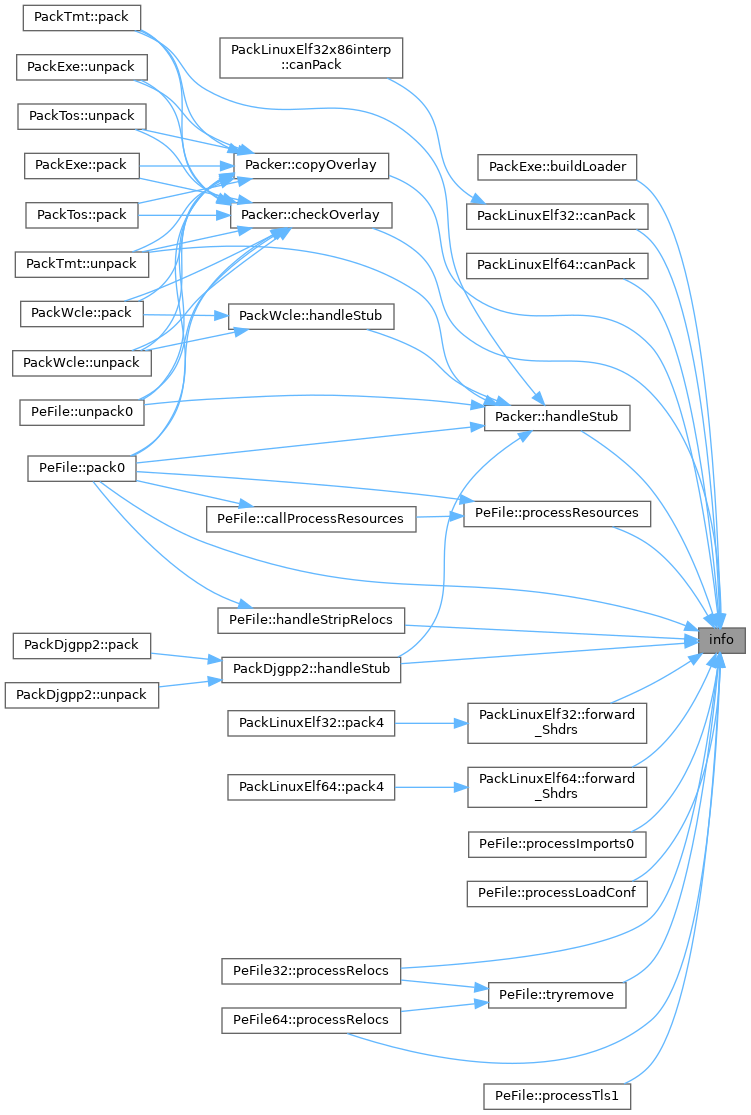 PackTmt::pack
PackExe::unpack
PackTos::unpack
PackExe::pack
PackTos::pack
PackTmt::unpack
PackWcle::pack
PackWcle::unpack
PeFile::unpack0
PeFile::pack0
PackDjgpp2::pack
PackDjgpp2::unpack
PackLinuxElf32x86interp
::canPack
Packer::copyOverlay
Packer::checkOverlay
PackWcle::handleStub
PeFile::callProcessResources
PeFile::handleStripRelocs
PackDjgpp2::handleStub
PackLinuxElf32::pack4
PackLinuxElf64::pack4
PeFile32::processRelocs
PeFile64::processRelocs
PackExe::buildLoader
PackLinuxElf32::canPack
PackLinuxElf64::canPack
Packer::handleStub
PeFile::processResources
PackLinuxElf32::forward
_Shdrs
PackLinuxElf64::forward
_Shdrs
PeFile::processImports0
PeFile::processLoadConf
PeFile::tryremove
PeFile::processTls1
info